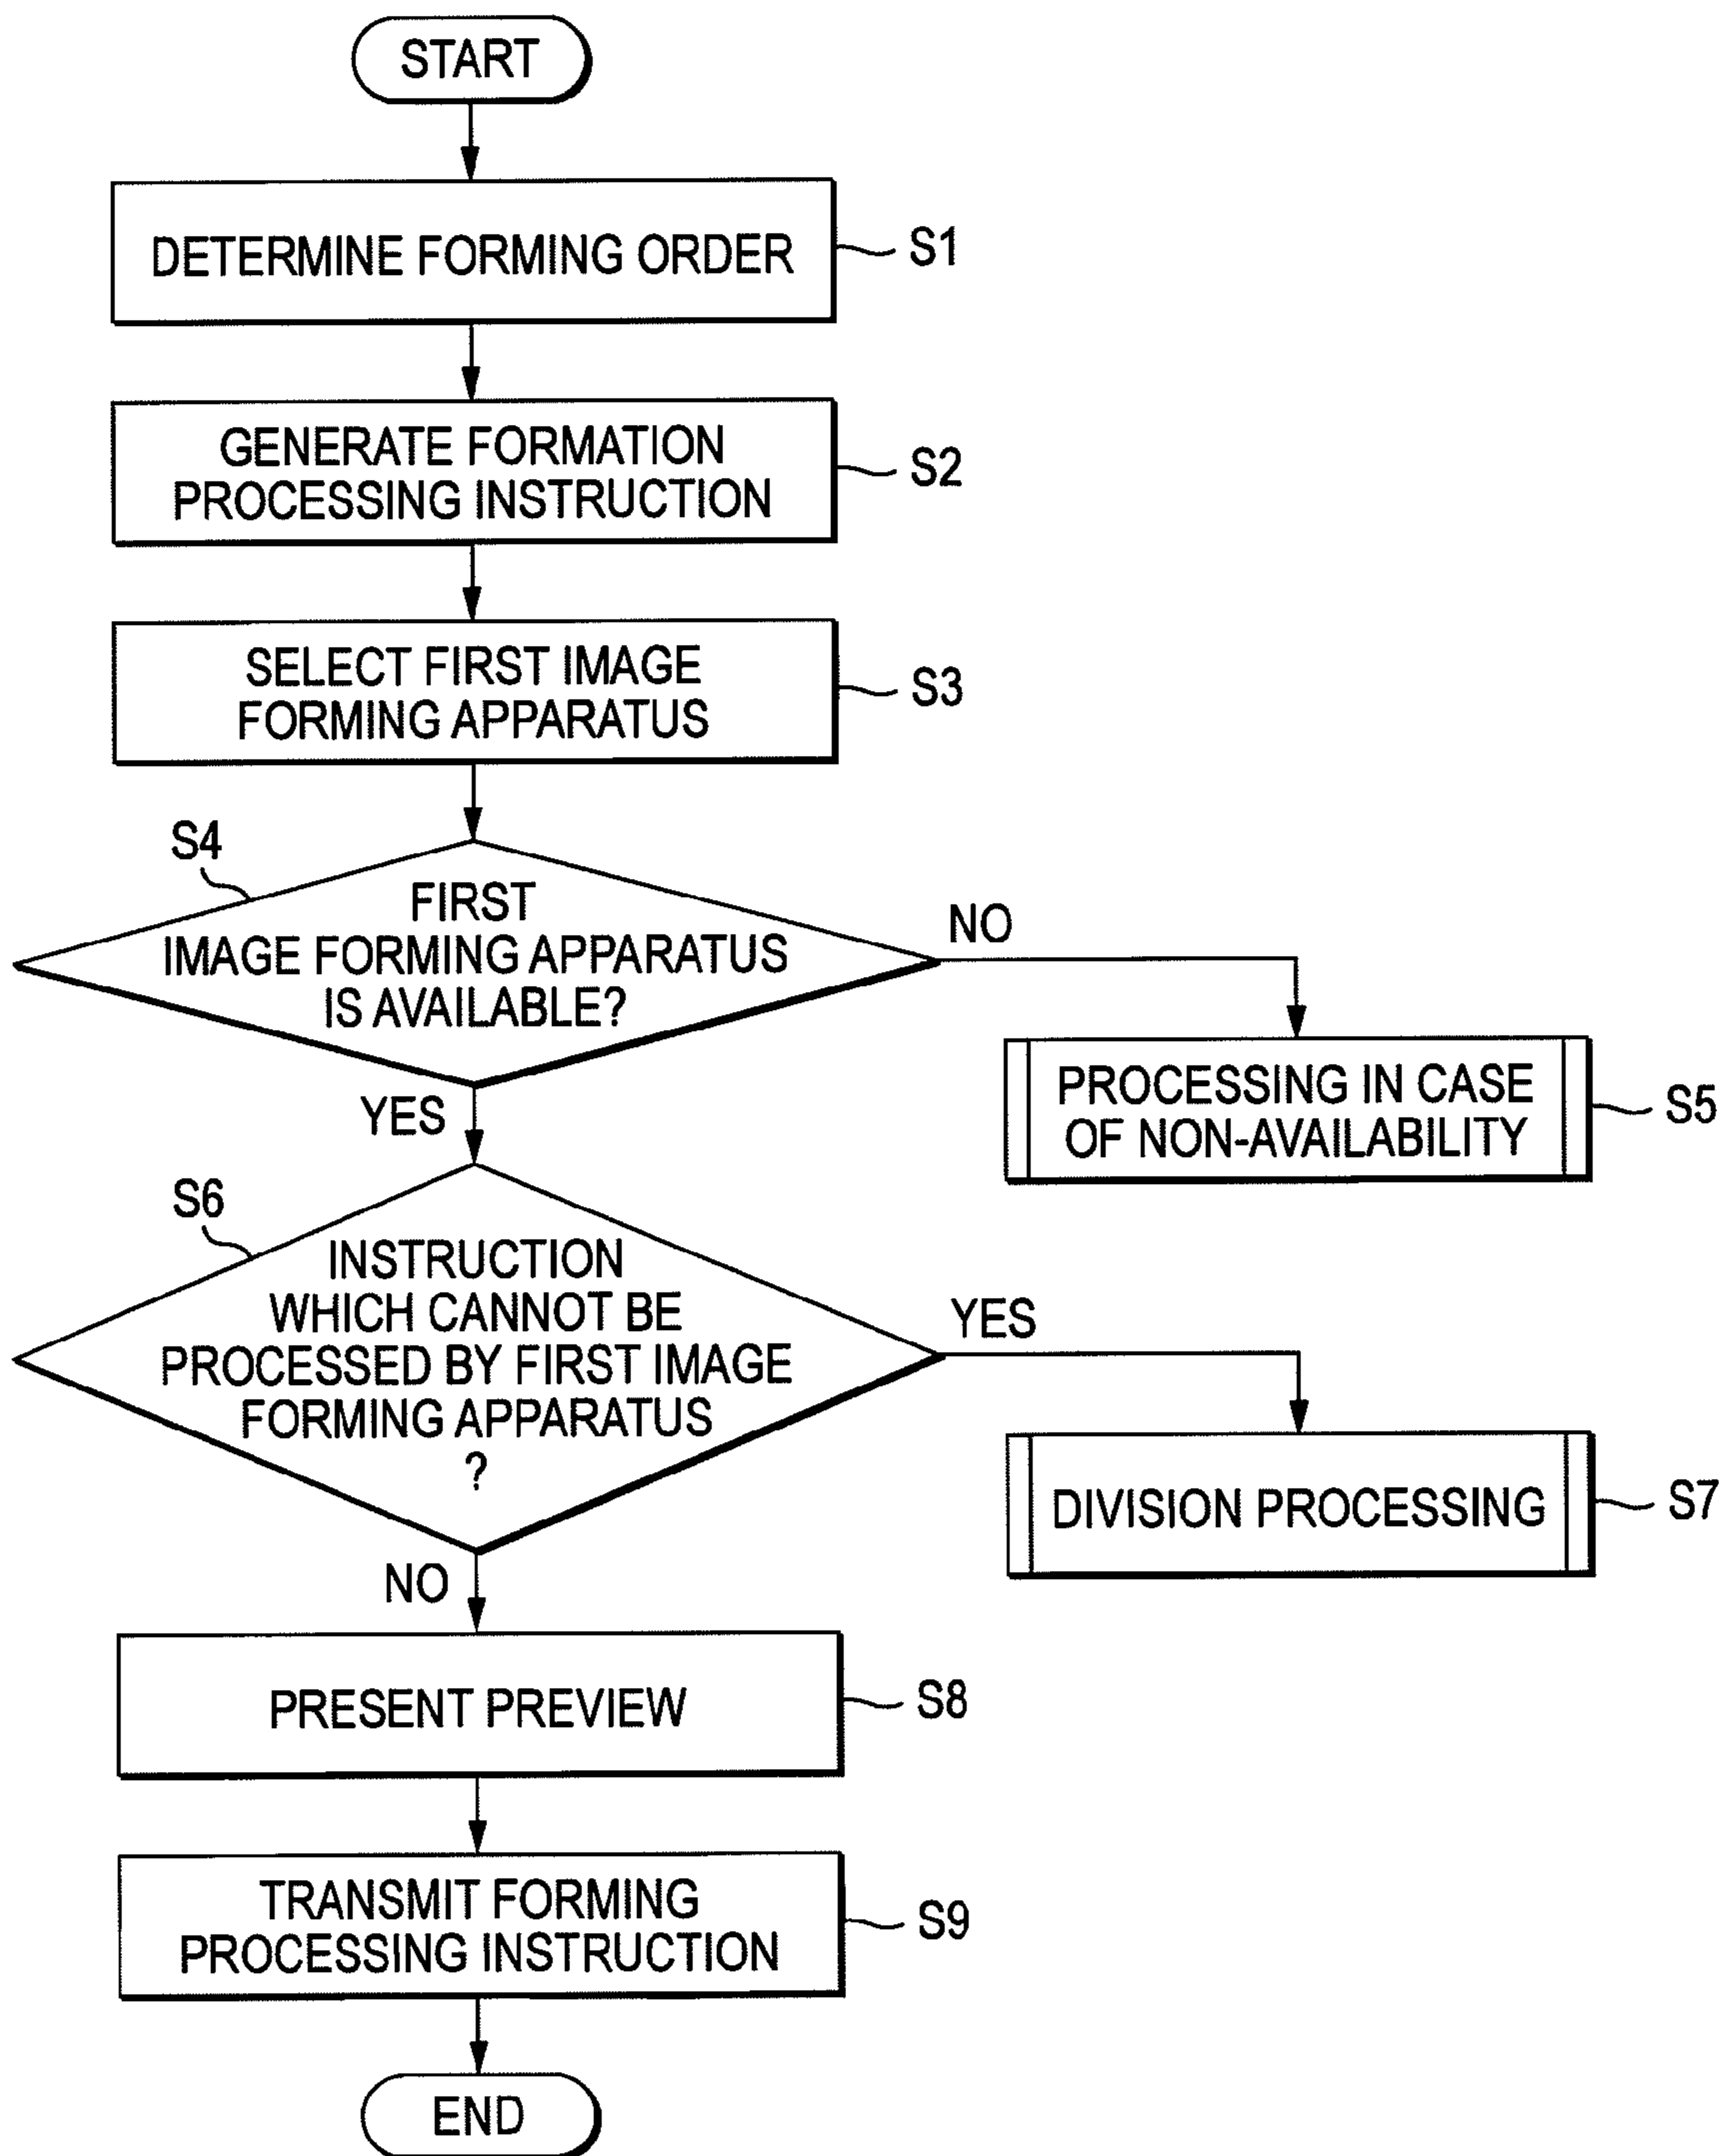 START
DETERMINE FORMING ORDER
S1
GENERATE FORMATION
PROCESSING INSTRUCTION
S2
SELECT FIRST IMAGE
FORMING APPARATUS
S3
S4
FIRST
IMAGE FORMING APPARATUS
IS AVAILABLE?
NO
YES
PROCESSING IN CASE
OF NON-AVAILABILITY
S5
S6
INSTRUCTION
WHICH CANNOT BE
PROCESSED BY FIRST IMAGE
FORMING APPARATUS
?
YES
NO
DIVISION PROCESSING
S7
PRESENT PREVIEW
S8
TRANSMIT FORMING
PROCESSING INSTRUCTION
S9
END